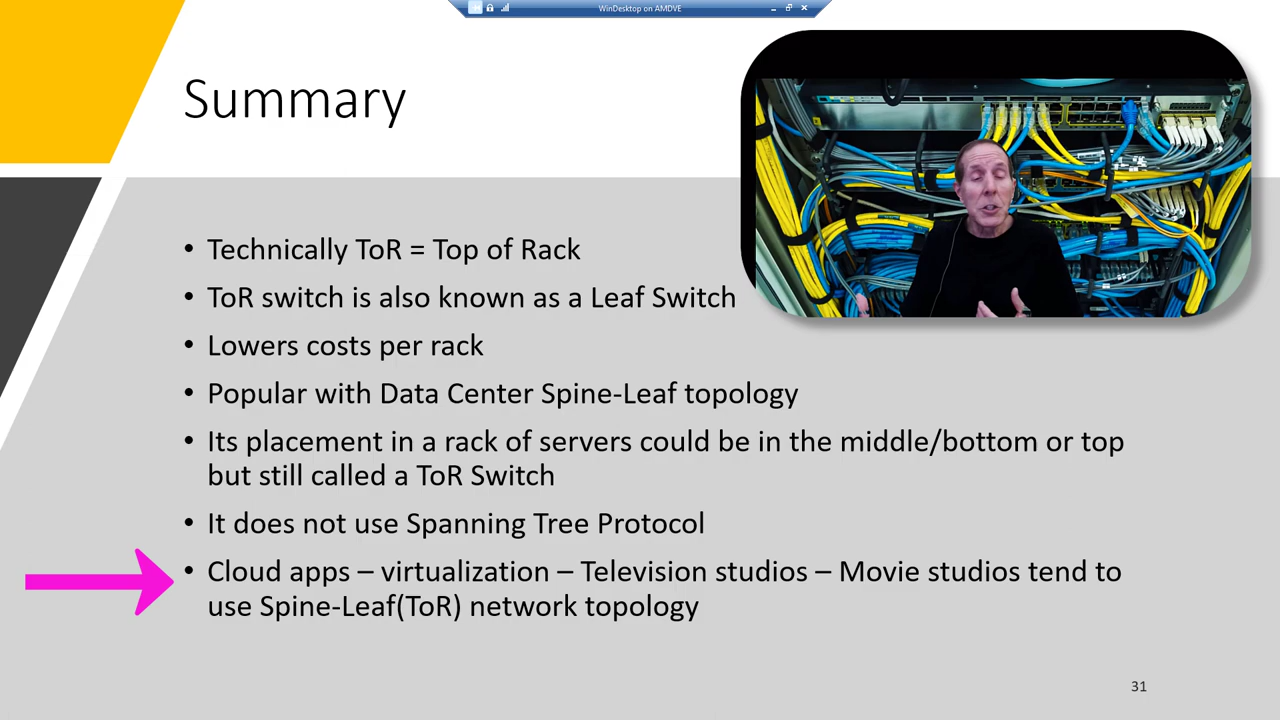 WinDesktop on AMDVE
Summary
• Technically ToR = Top of Rack
• ToR switch is also known as a Leaf Switch
• Lowers costs per rack
• Popular with Data Center Spine-Leaf topology
• Its placement in a rack of servers could be in the middle/bottom or top
but still called a ToR Switch
• It does not use Spanning Tree Protocol
• Cloud apps – virtualization – Television studios – Movie studios tend to
use Spine-Leaf(ToR) network topology
31